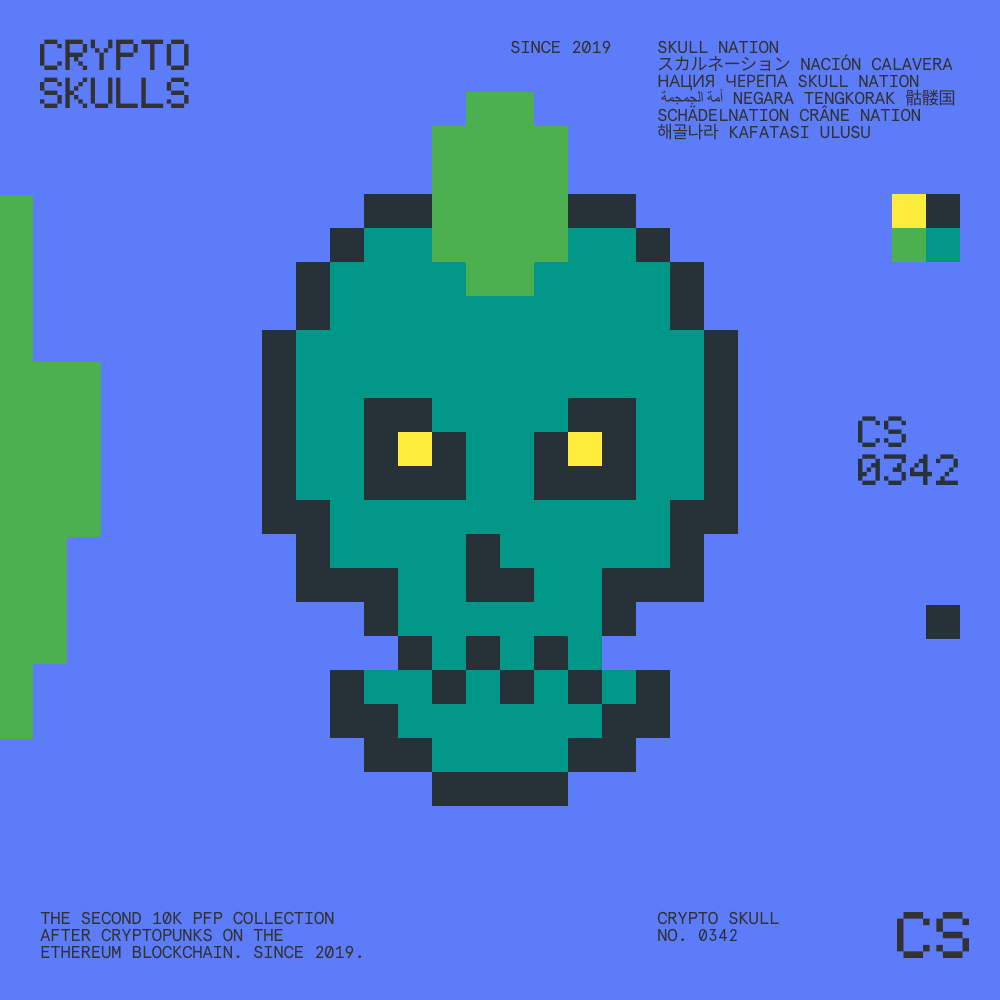 CRYPTO
SKULLS
SINCE 2019
SKULL NATION
スカルネーション NACIÓN CALAVERA
НАЦИЯ ЧЕРЕПА SKULL NATION
أمة الجمجمة NEGARA TENGKORAK 骷髅国
SCHÄDELNATION CRÂNE NATION
해골나라 KAFATASI ULUSU
CS
0342
THE SECOND 10K PFP COLLECTION
AFTER CRYPTOPUNKS ON THE
ETHEREUM BLOCKCHAIN. SINCE 2019.
CRYPTO SKULL
NO. 0342
CS